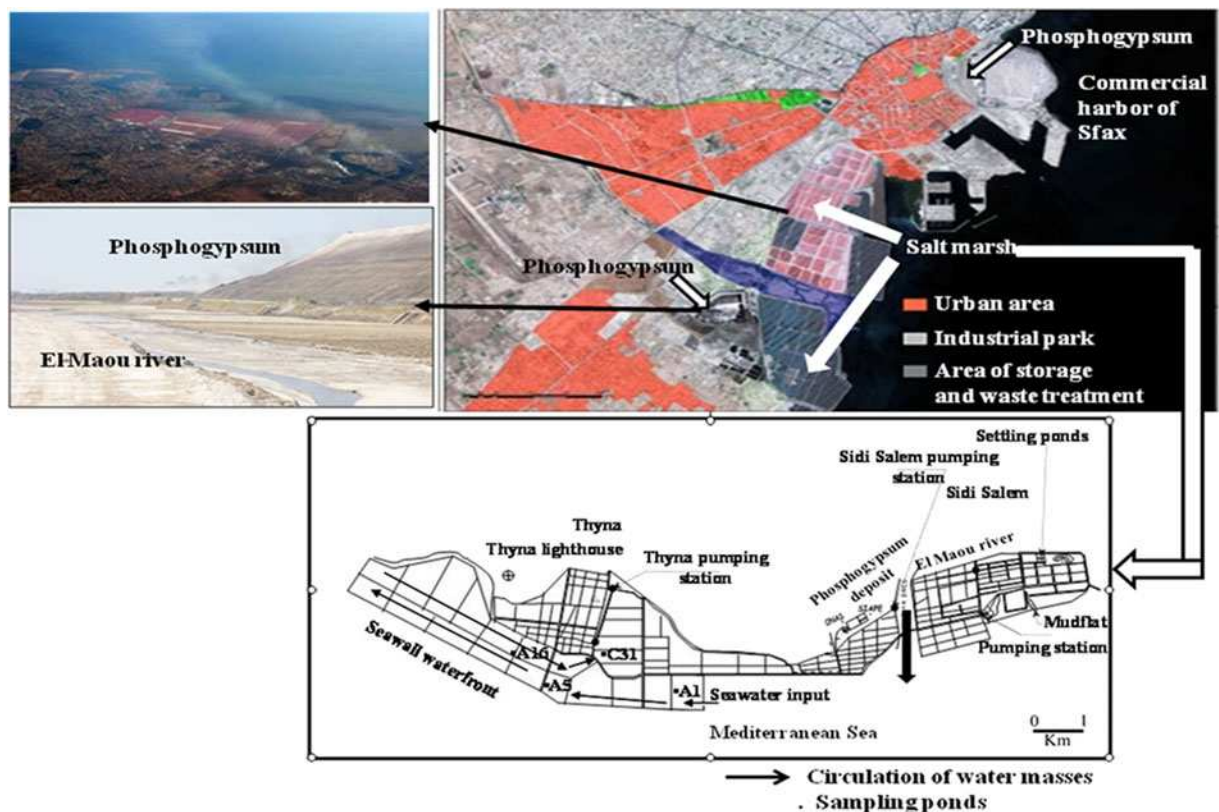 Phosphogypsum
Commercial
harbor of
Sfax
Phosphogypsum
El-Maou river
Salt marsh
Phosphogypsum
Urban area
Industrial park
Area of storage
and waste treatment
Settling ponds
Sidi Salem pumping
station
Sidi Salem
Thyna
Thyna lighthouse
Thyna pumping
station
Phosphogypsum
deposit
El Maou river
ONAS
SIAPE
Mudflat
Pumping station
Seawall waterfront
A16
C31
A5
A1
Seawater input
Mediterranean Sea
0 1
Km
Circulation of water masses
. Sampling ponds